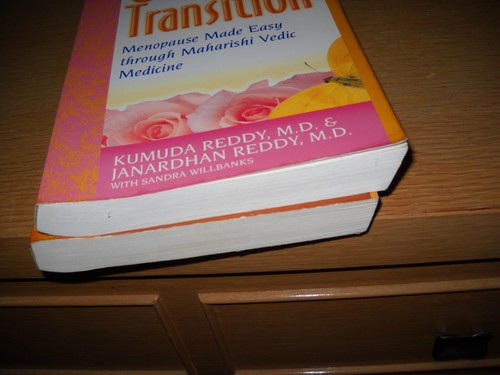 Transition
Menopause Made Easy
through Maharishi Vedic
Medicine
KUMUDA REDDY, M.D. &
JANARDHAN REDDY, M.D.
WITH SANDRA WILLBANKS